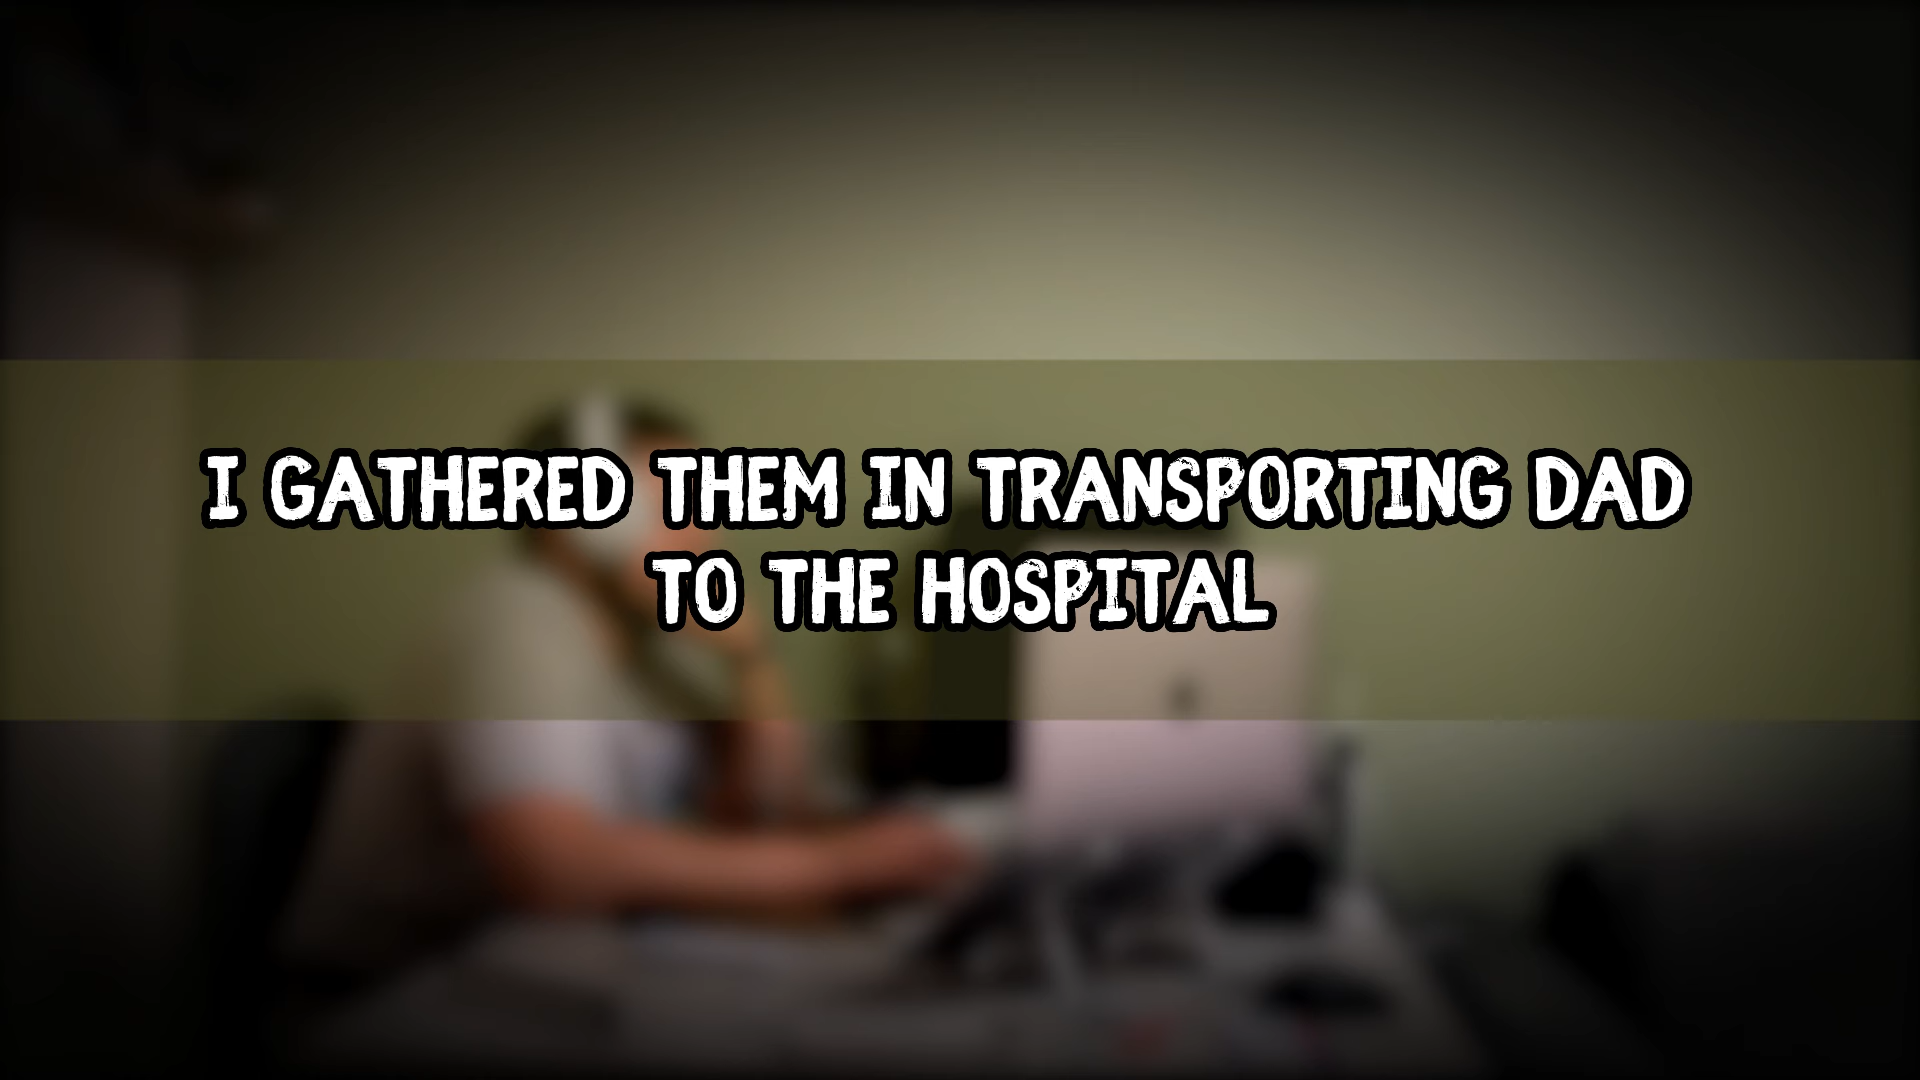 I GATHERED THEM IN TRANSPORTING DAD
TO THE HOSPITAL